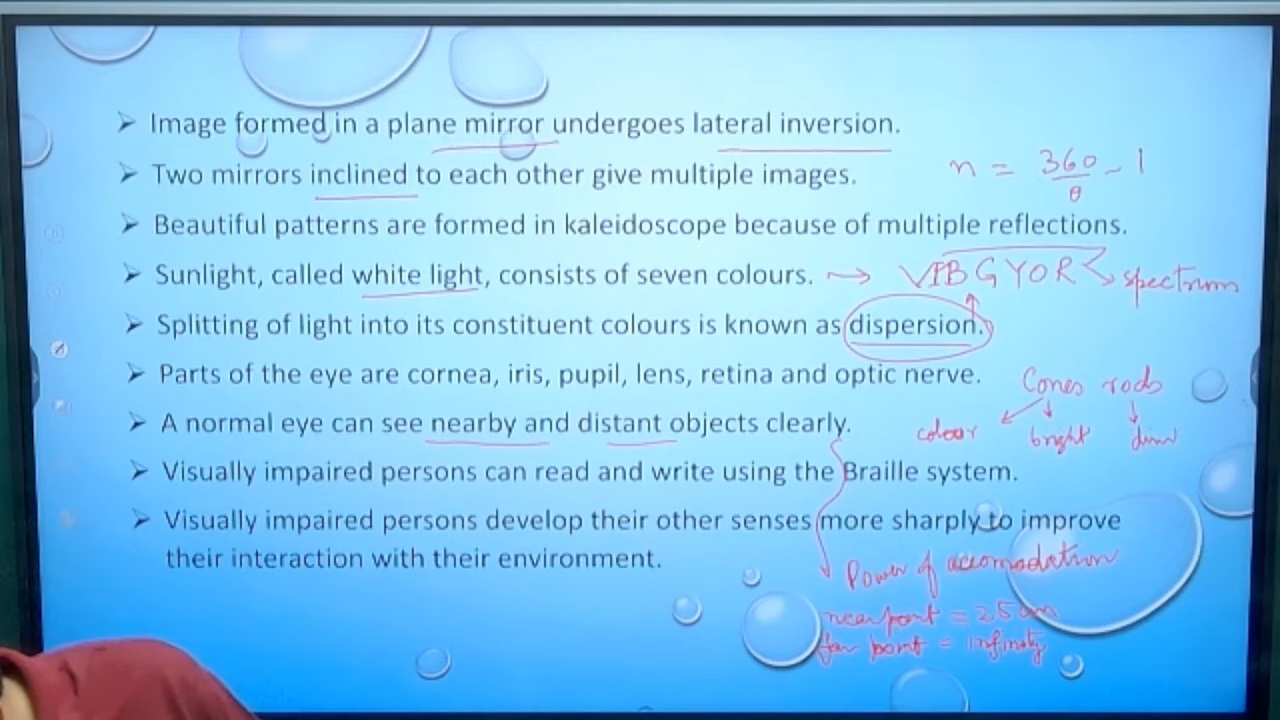 ➢ Image formed in a plane mirror undergoes lateral inversion.
➢ Two mirrors inclined to each other give multiple images.
n = 360/θ - 1
➢ Beautiful patterns are formed in kaleidoscope because of multiple reflections.
➢ Sunlight, called white light, consists of seven colours. → VIBGYOR → spectrum
➢ Splitting of light into its constituent colours is known as dispersion.
➢ Parts of the eye are cornea, iris, pupil, lens, retina and optic nerve.
Cones rods
➢ A normal eye can see nearby and distant objects clearly.
colour bright dim
➢ Visually impaired persons can read and write using the Braille system.
➢ Visually impaired persons develop their other senses more sharply to improve
their interaction with their environment.
Power of accomodation
near point = 25 cm
far point = infinity